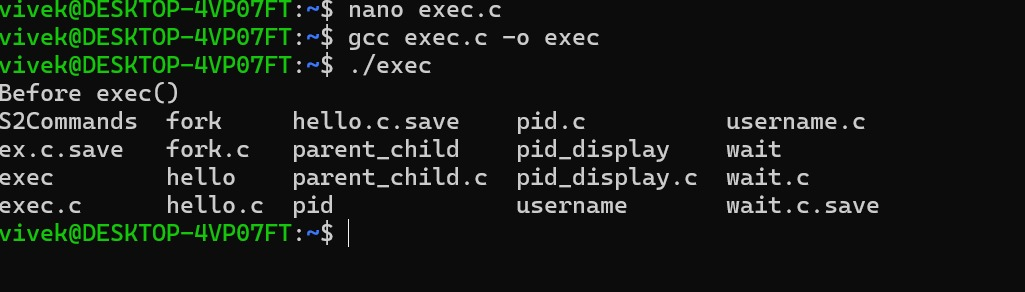 vivek@DESKTOP-4VP07FT:~$ nano exec.c
vivek@DESKTOP-4VP07FT:~$ gcc exec.c -o exec
vivek@DESKTOP-4VP07FT:~$ ./exec
Before exec()
S2Commands  fork     hello.c.save    pid.c          username.c
ex.c.save   fork.c   parent_child    pid_display    wait
exec        hello    parent_child.c  pid_display.c  wait.c
exec.c      hello.c  pid             username       wait.c.save
vivek@DESKTOP-4VP07FT:~$